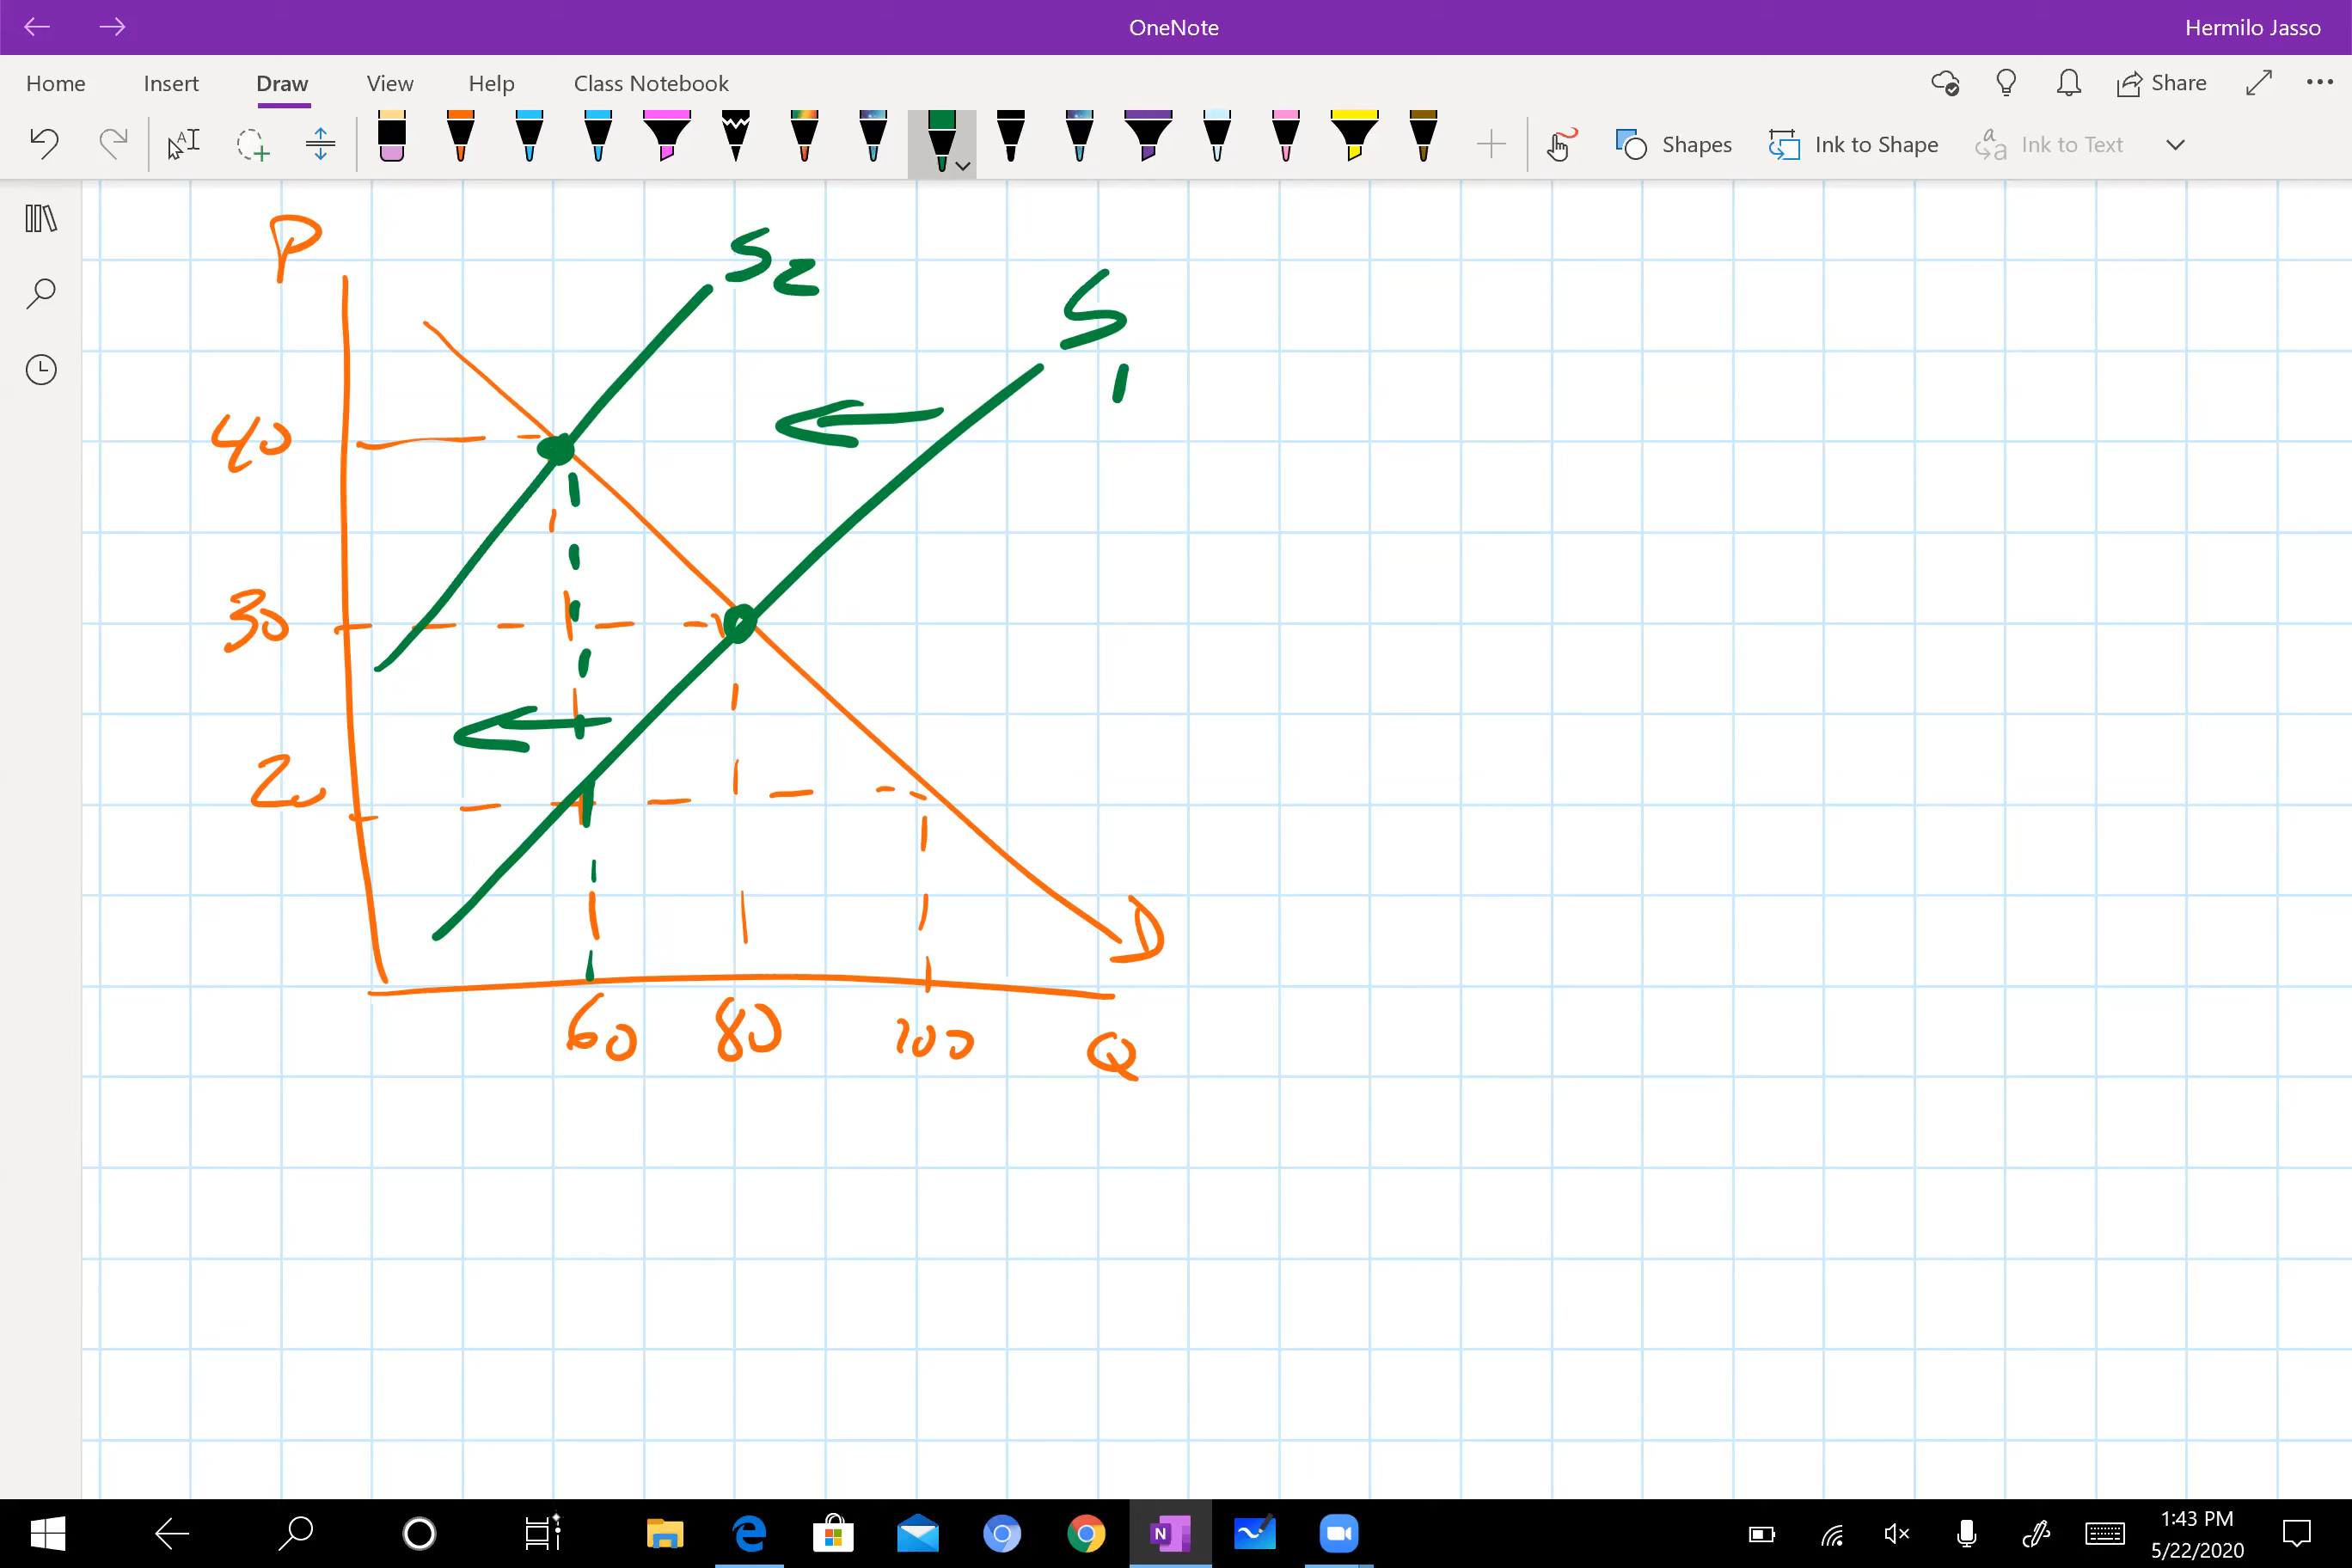 OneNote
Hermilo Jasso
Home Insert Draw View Help Class Notebook
Share
Shapes Ink to Shape Ink to Text
P
S2
S1
40
30
20
D
60 80 100 Q
1:43 PM
5/22/2020